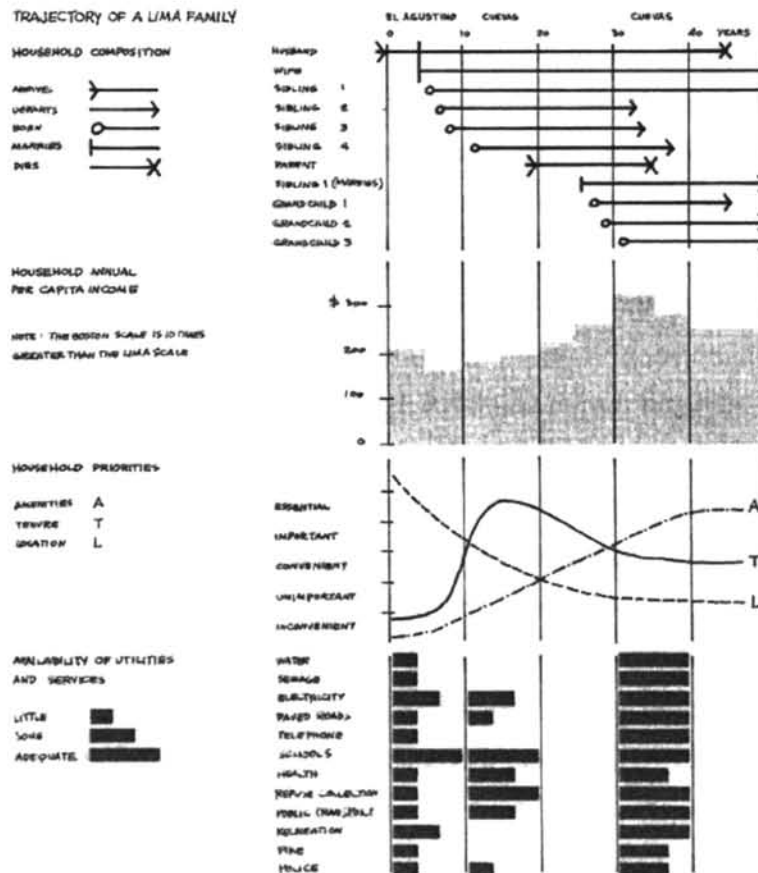 TRAJECTORY OF A LIMA FAMILY
EL AGUSTINO CUEVAS CUEVAS
0 10 20 30 40 YEARS
HOUSEHOLD COMPOSITION
ARRIVES
DEPARTS
BORN
MARRIES
DIES
HUSBAND
WIFE
SIBLING 1
SIBLING 2
SIBLING 3
SIBLING 4
PARENT
SIBLING 1 (MARRIES)
GRANDCHILD 1
GRANDCHILD 2
GRANDCHILD 3
HOUSEHOLD ANNUAL
PER CAPITA INCOME
NOTE: THE BOSTON SCALE IS 10 TIMES
GREATER THAN THE LIMA SCALE
$ 300
200
100
0
HOUSEHOLD PRIORITIES
AMENITIES A
TENURE T
LOCATION L
ESSENTIAL
IMPORTANT
CONVENIENT
UNIMPORTANT
INCONVENIENT
A
T
L
AVAILABILITY OF UTILITIES
AND SERVICES
LITTLE
SOME
ADEQUATE
WATER
SEWAGE
ELECTRICITY
PAVED ROADS
TELEPHONE
SCHOOLS
HEALTH
REFUSE COLLECTION
PUBLIC
RECREATION
FIRE
POLICE